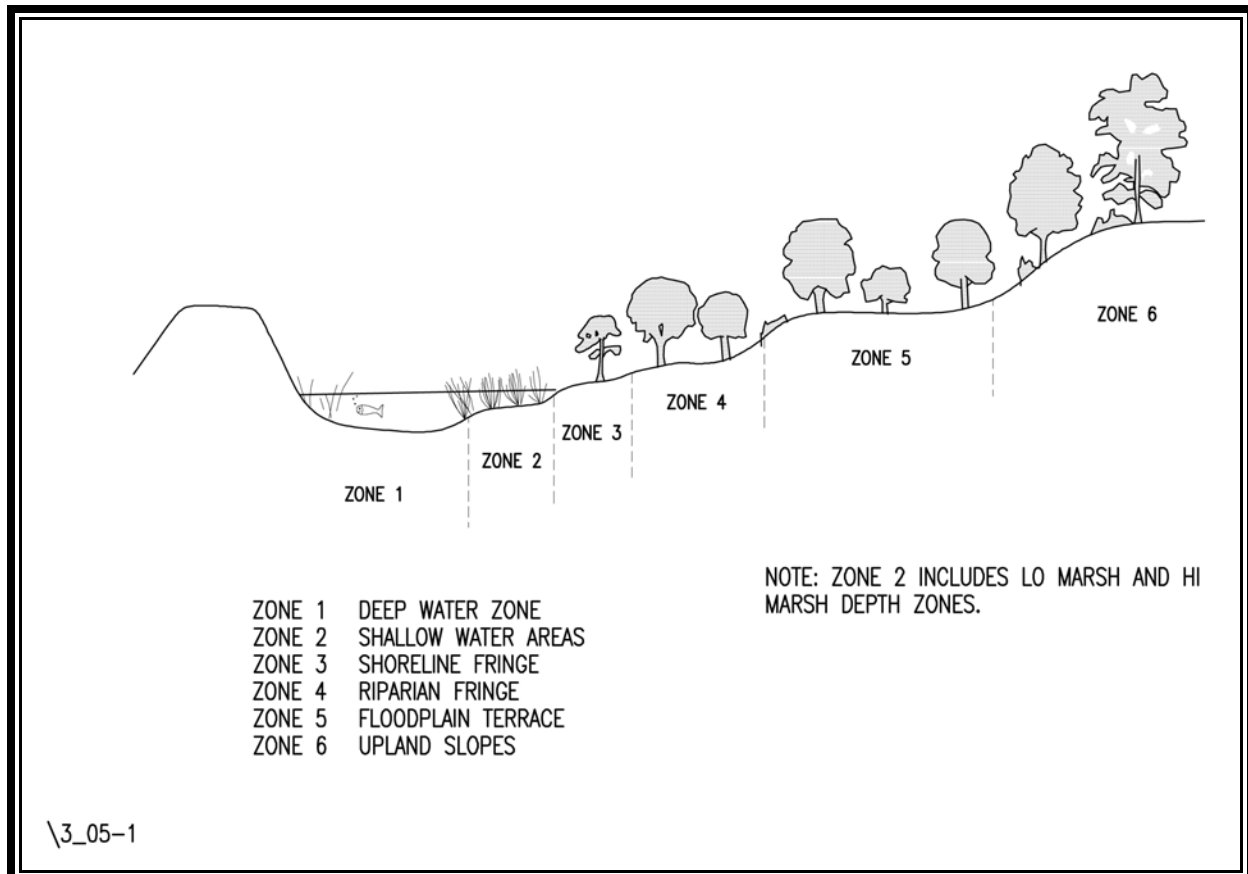 ZONE 6
ZONE 5
ZONE 4
ZONE 3
ZONE 2
ZONE 1
NOTE: ZONE 2 INCLUDES LO MARSH AND HI
MARSH DEPTH ZONES.
ZONE 1 DEEP WATER ZONE
ZONE 2 SHALLOW WATER AREAS
ZONE 3 SHORELINE FRINGE
ZONE 4 RIPARIAN FRINGE
ZONE 5 FLOODPLAIN TERRACE
ZONE 6 UPLAND SLOPES
\3_05-1